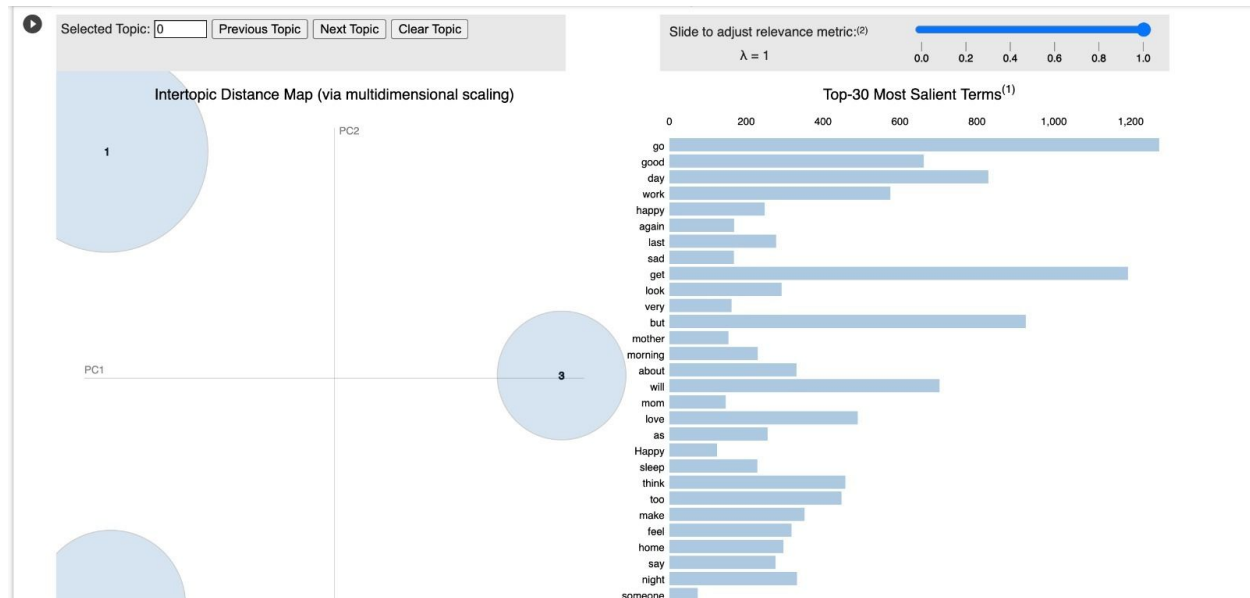 Selected Topic: 0 Previous Topic Next Topic Clear Topic
Slide to adjust relevance metric:(2)
λ = 1
0.0 0.2 0.4 0.6 0.8 1.0
Intertopic Distance Map (via multidimensional scaling)
PC2
PC1
1
3
Top-30 Most Salient Terms(1)
0 200 400 600 800 1,000 1,200
go
good
day
work
happy
again
last
sad
get
look
very
but
mother
morning
about
will
mom
love
as
Happy
sleep
think
too
make
feel
home
say
night
someone